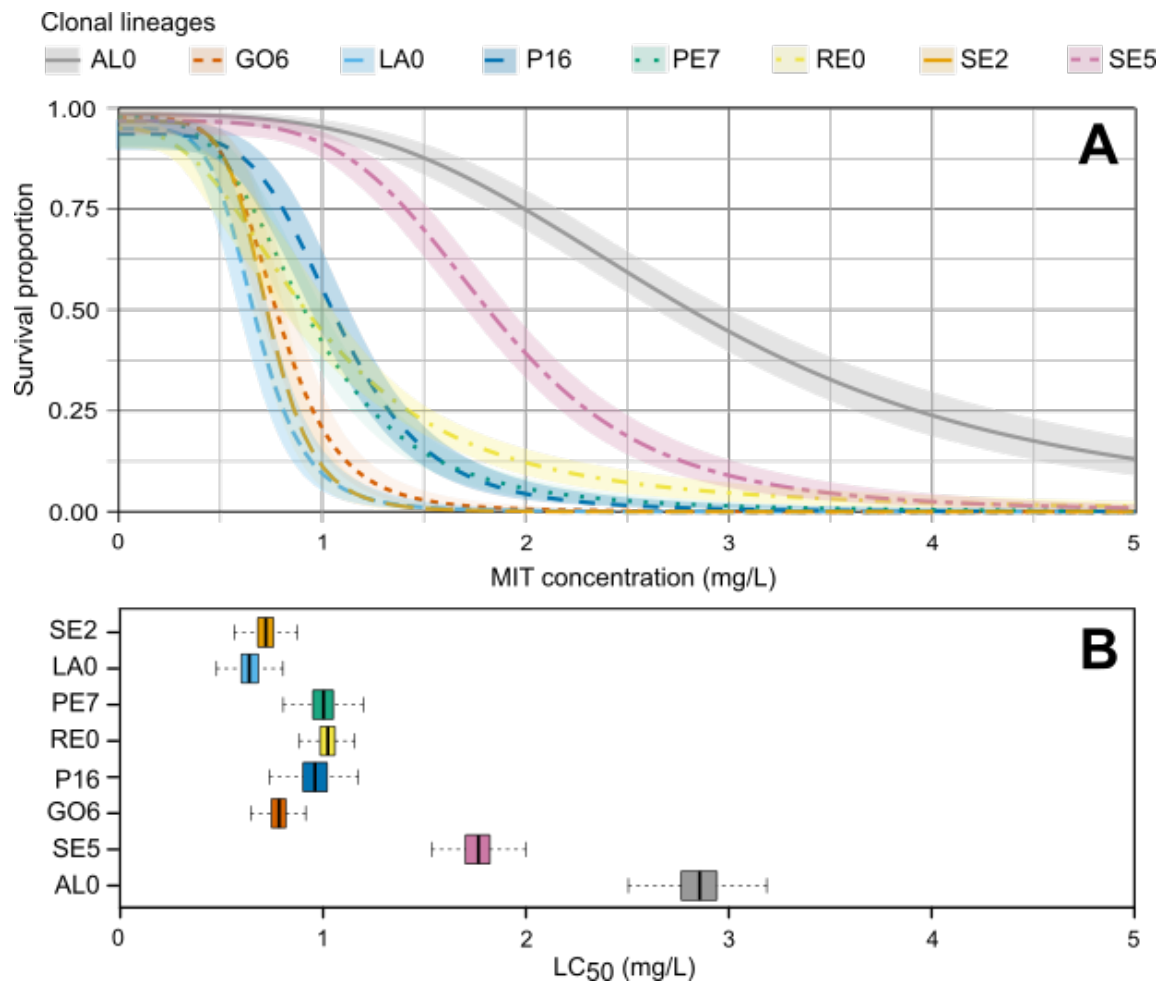 Clonal lineages
AL0 GO6 LA0 P16 PE7 RE0 SE2 SE5
A
1.00
0.75
0.50
0.25
0.00
Survival proportion
0 1 2 3 4 5
MIT concentration (mg/L)
B
SE2
LA0
PE7
RE0
P16
GO6
SE5
AL0
0 1 2 3 4 5
LC50 (mg/L)